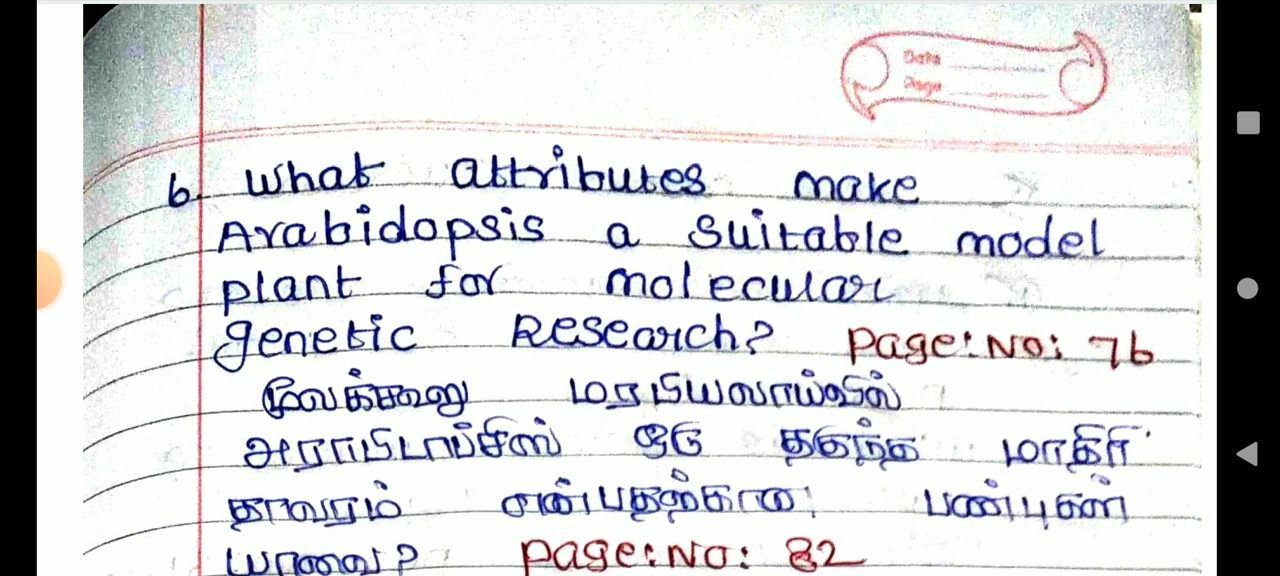 Date
Page
6. What attributes make
Arabidopsis a suitable model
plant for molecular
genetic Research? Page: No: 76
மூலக்கூறு மரபியலாய்வில்
அராபிடாப்சிஸ் ஒரு தகுந்த மாதிரி
தாவரம் என்பதற்கான பண்புகள்
யாவை? Page: No: 82